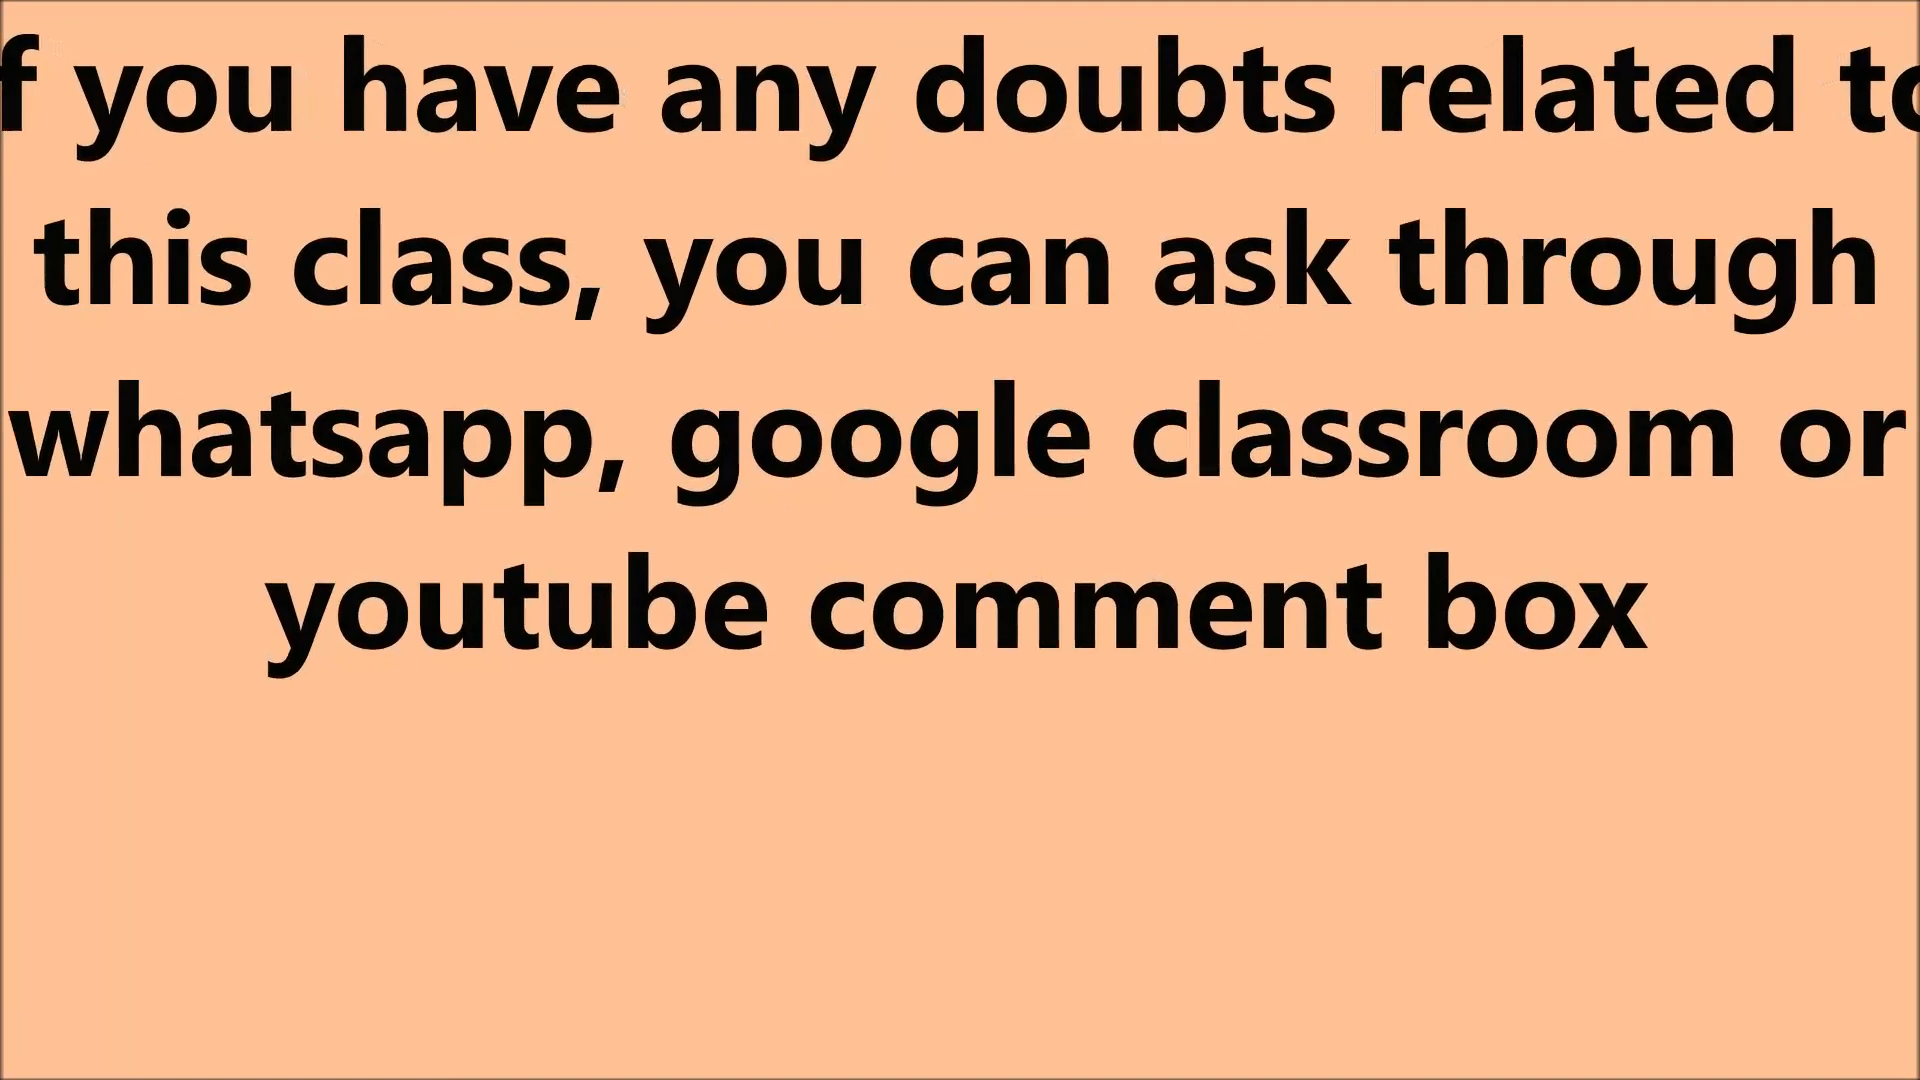 f you have any doubts related to
this class, you can ask through
whatsapp, google classroom or
youtube comment box